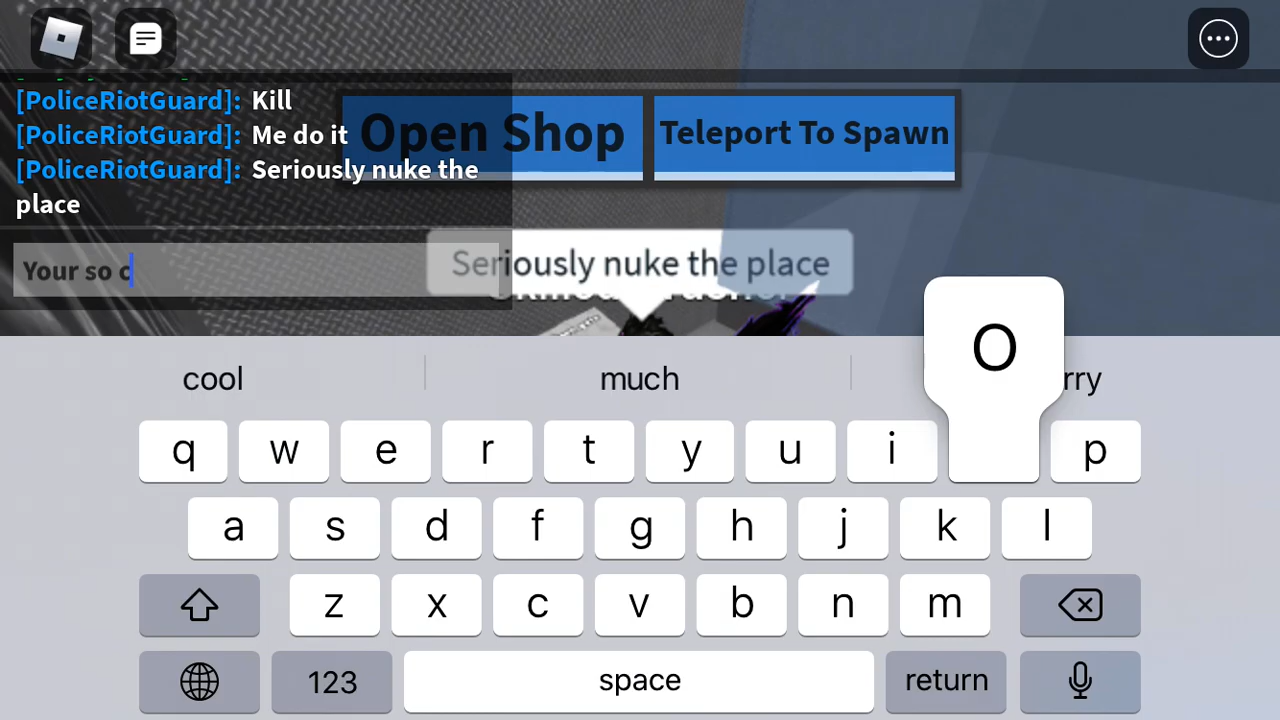 [PoliceRiotGuard]: Kill
[PoliceRiotGuard]: Me do it
[PoliceRiotGuard]: Seriously nuke the
place
Open Shop
Teleport To Spawn
Your so c
Seriously nuke the place
cool much rry
O
q w e r t y u i p
a s d f g h j k l
z x c v b n m
123 space return